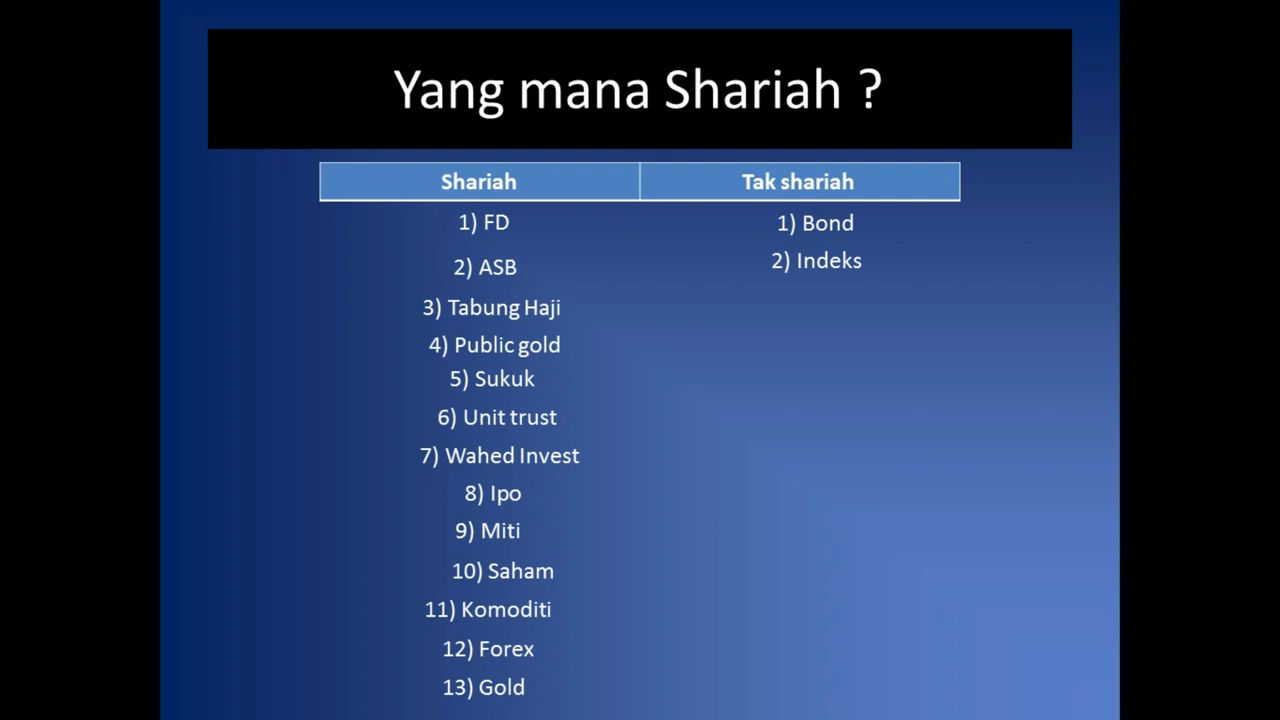 Yang mana Shariah ?
Shariah
Tak shariah
1) FD
1) Bond
2) ASB
2) Indeks
3) Tabung Haji
4) Public gold
5) Sukuk
6) Unit trust
7) Wahed Invest
8) Ipo
9) Miti
10) Saham
11) Komoditi
12) Forex
13) Gold